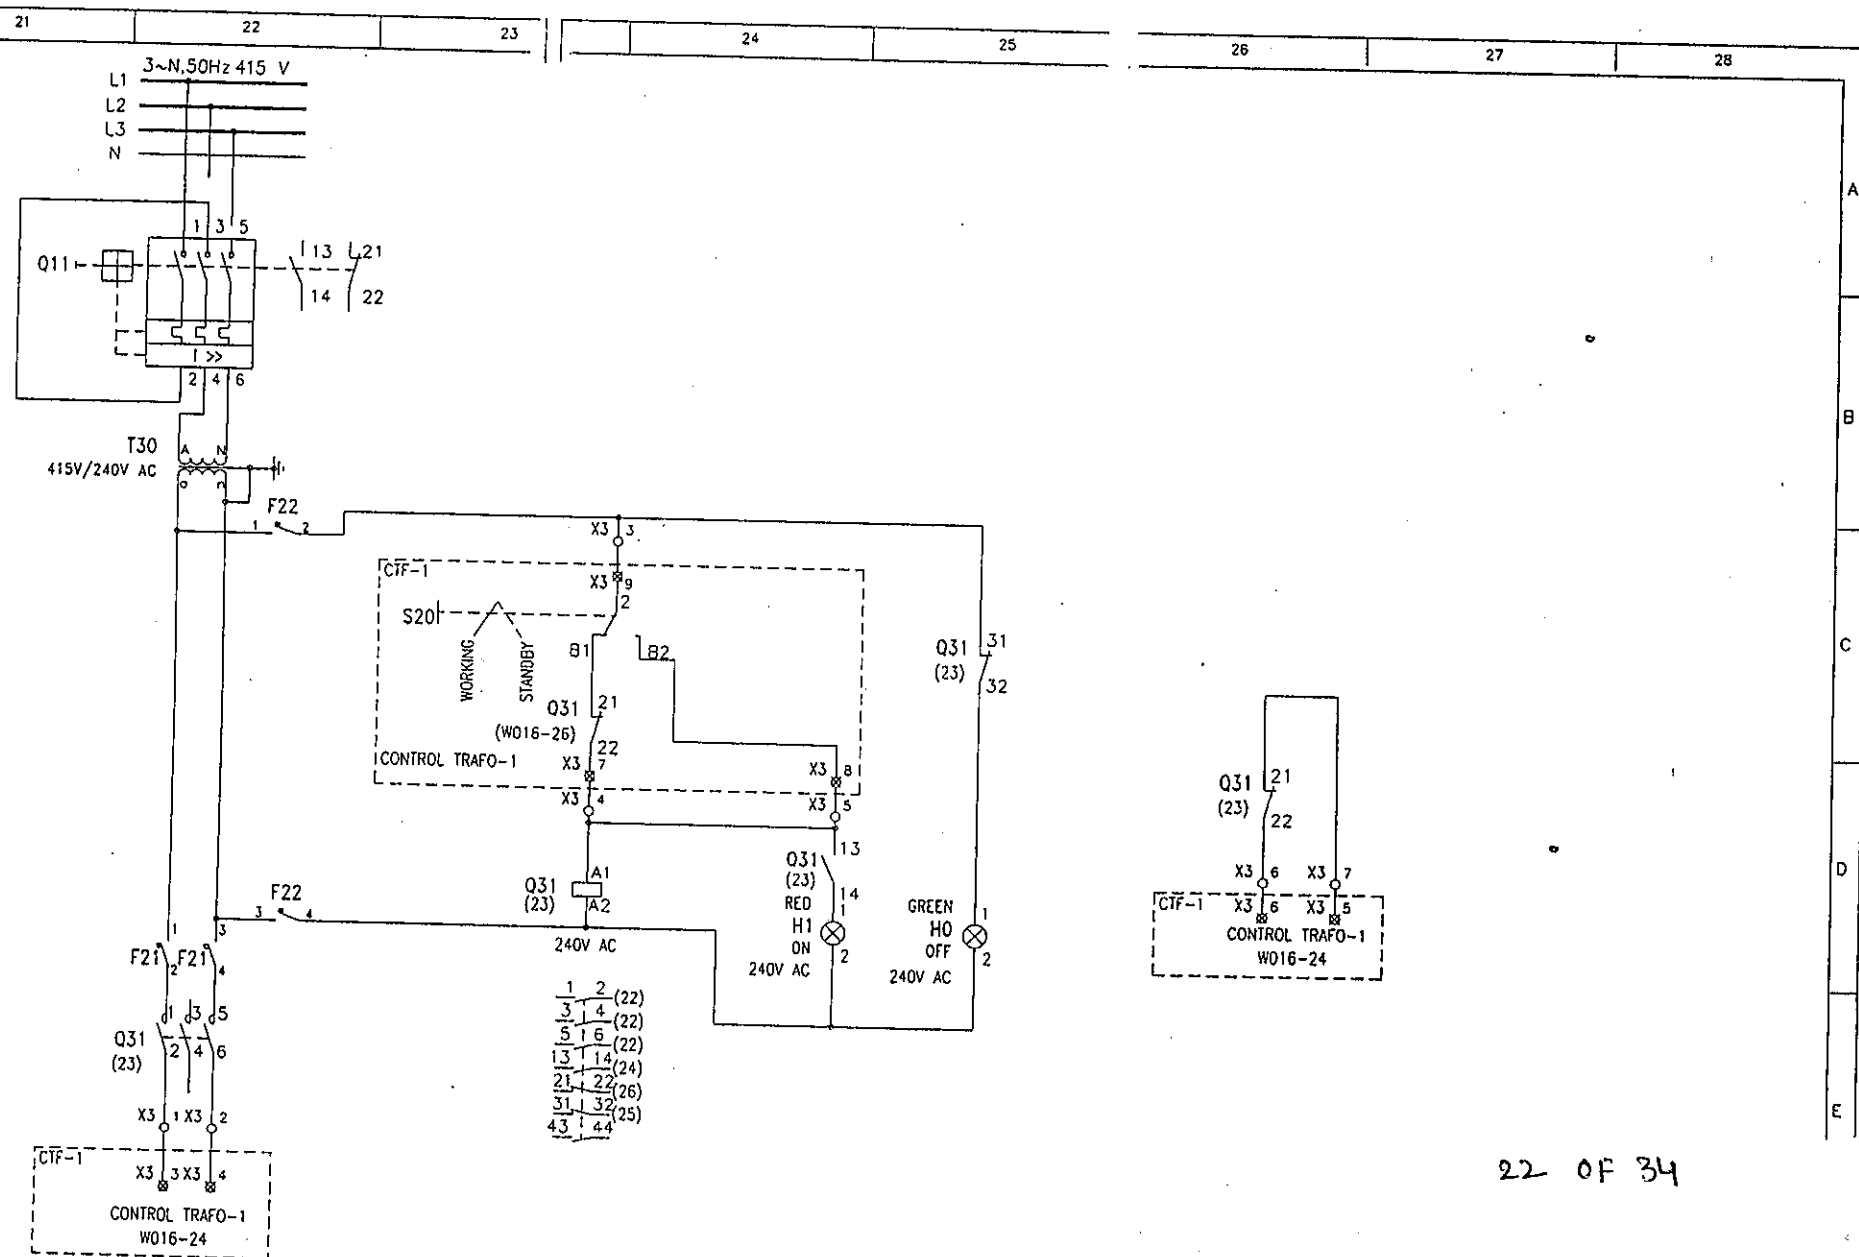 21 22 23 24 25 26 27 28
3~N,50Hz 415 V
L1
L2
L3
N
A
1 3 5
Q11
13 21
14 22
I >>
2 4 6
B
T30
415V/240V AC
A N
a n
F22
1 2
X3 3
CTF-1
X3 9
2
S20
WORKING
STANDBY
B1
B2
Q31
(W016-26)
21
22
CONTROL TRAFO-1
X3 7
X3 8
X3 4
X3 5
Q31
(23)
31
32
C
Q31
(23)
21
22
X3 6 X3 7
CTF-1
X3 6 X3 5
CONTROL TRAFO-1
W016-24
D
Q31
(23)
A1
A2
240V AC
Q31
(23)
13
14
RED
H1
ON
240V AC
1
2
GREEN
H0
OFF
240V AC
1
2
F22
3 4
1 3
F21 2 F21 4
Q31
(23)
1 3 5
2 4 6
X3 1 X3 2
CTF-1
X3 3 X3 4
CONTROL TRAFO-1
W016-24
1 2 (22)
3 4 (22)
5 6 (22)
13 14 (24)
21 22 (26)
31 32 (25)
43 44
E
22 OF 34